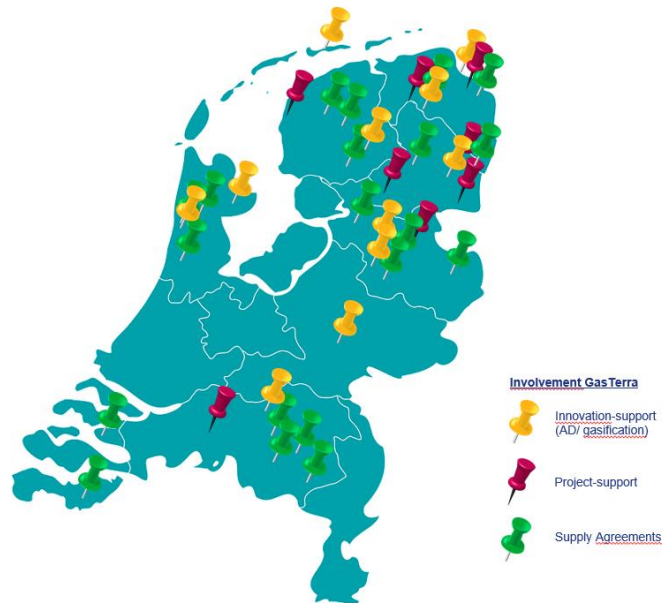 Involvement GasTerra
Innovation-support
(AD/ gasification)
Project-support
Supply Agreements